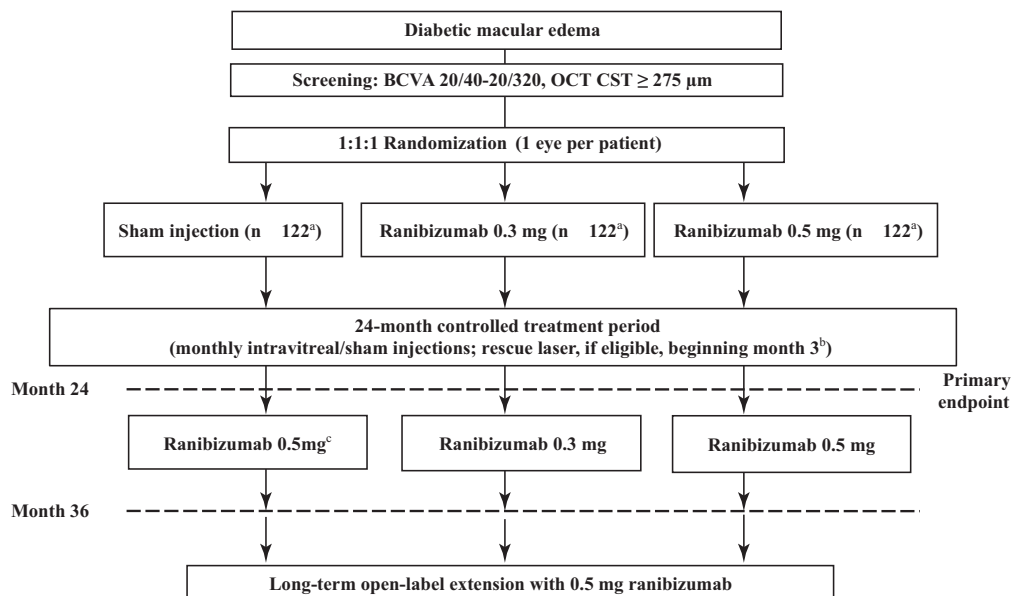 Diabetic macular edema
Screening: BCVA 20/40-20/320, OCT CST ≥ 275 µm
1:1:1 Randomization (1 eye per patient)
Sham injection (n 122ᵃ)
Ranibizumab 0.3 mg (n 122ᵃ)
Ranibizumab 0.5 mg (n 122ᵃ)
24-month controlled treatment period
(monthly intravitreal/sham injections; rescue laser, if eligible, beginning month 3ᵇ)
Month 24
Primary
endpoint
Ranibizumab 0.5mgᶜ
Ranibizumab 0.3 mg
Ranibizumab 0.5 mg
Month 36
Long-term open-label extension with 0.5 mg ranibizumab